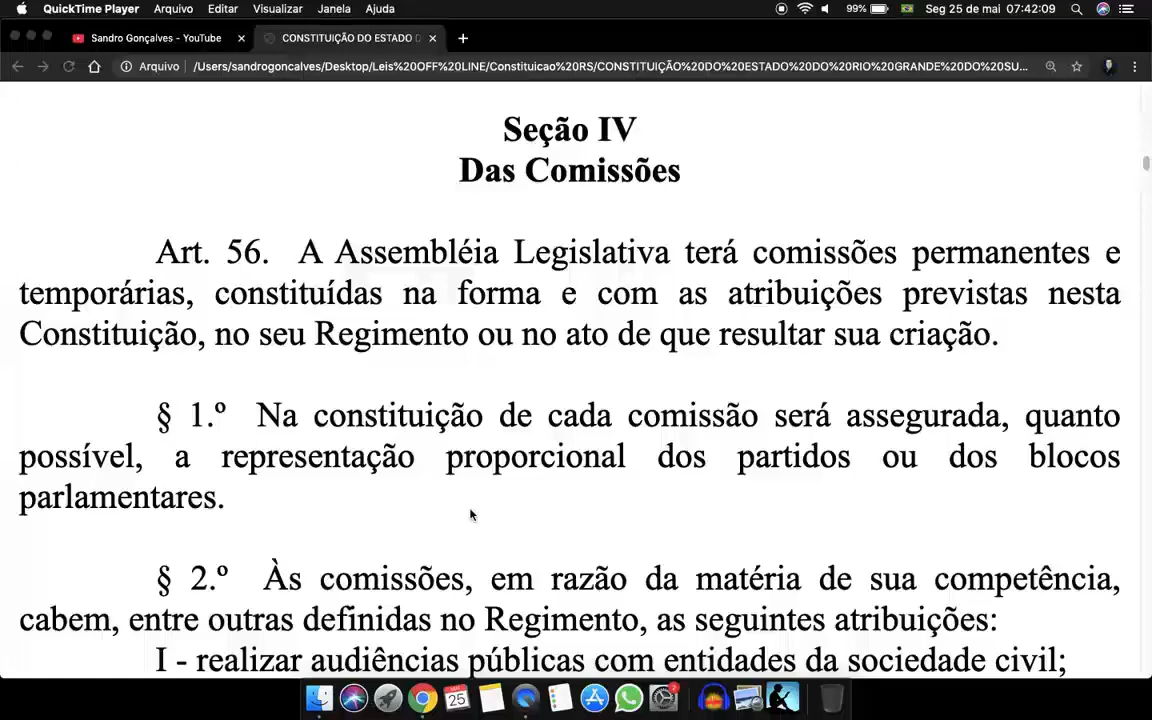 QuickTime Player Arquivo Editar Visualizar Janela Ajuda 99% Seg 25 de mai 07:42:09
Sandro Gonçalves - YouTube CONSTITUIÇÃO DO ESTADO
Arquivo /Users/sandrogoncalves/Desktop/Leis%20OFF%20LINE/Constituicao%20RS/CONSTITUIÇÃO%20DO%20ESTADO%20DO%20RIO%20GRANDE%20DO%20SU...
Seção IV
Das Comissões
Art. 56. A Assembléia Legislativa terá comissões permanentes e
temporárias, constituídas na forma e com as atribuições previstas nesta
Constituição, no seu Regimento ou no ato de que resultar sua criação.
§ 1.º Na constituição de cada comissão será assegurada, quanto
possível, a representação proporcional dos partidos ou dos blocos
parlamentares.
§ 2.º Às comissões, em razão da matéria de sua competência,
cabem, entre outras definidas no Regimento, as seguintes atribuições:
I - realizar audiências públicas com entidades da sociedade civil;
25